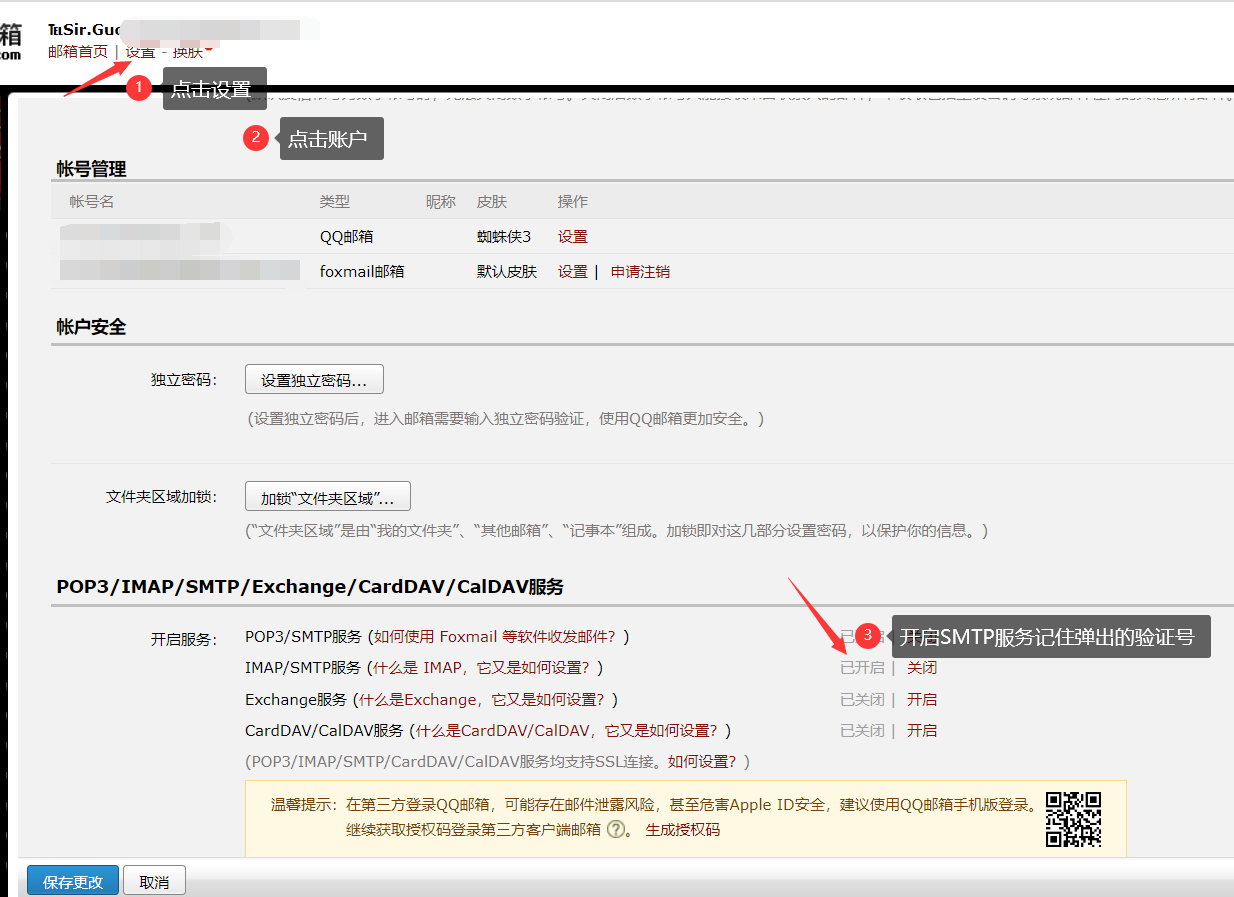 箱
℡Sir.Guo
.com
邮箱首页 | 设置 - 换肤
1 点击设置
2 点击账户
帐号管理
帐号名 类型 昵称 皮肤 操作
QQ邮箱 蜘蛛侠3 设置
foxmail邮箱 默认皮肤 设置 | 申请注销
帐户安全
独立密码： 设置独立密码...
(设置独立密码后，进入邮箱需要输入独立密码验证，使用QQ邮箱更加安全。)
文件夹区域加锁： 加锁“文件夹区域”...
(“文件夹区域”是由“我的文件夹”、“其他邮箱”、“记事本”组成。加锁即对这几部分设置密码，以保护你的信息。)
POP3/IMAP/SMTP/Exchange/CardDAV/CalDAV服务
开启服务： POP3/SMTP服务 (如何使用 Foxmail 等软件收发邮件？) 已 3 开启SMTP服务记住弹出的验证号
IMAP/SMTP服务 (什么是 IMAP，它又是如何设置？) 已开启 | 关闭
Exchange服务 (什么是Exchange，它又是如何设置？) 已关闭 | 开启
CardDAV/CalDAV服务 (什么是CardDAV/CalDAV，它又是如何设置？) 已关闭 | 开启
(POP3/IMAP/SMTP/CardDAV/CalDAV服务均支持SSL连接。如何设置？)
温馨提示：在第三方登录QQ邮箱，可能存在邮件泄露风险，甚至危害Apple ID安全，建议使用QQ邮箱手机版登录。
继续获取授权码登录第三方客户端邮箱 ? 。 生成授权码
保存更改 取消